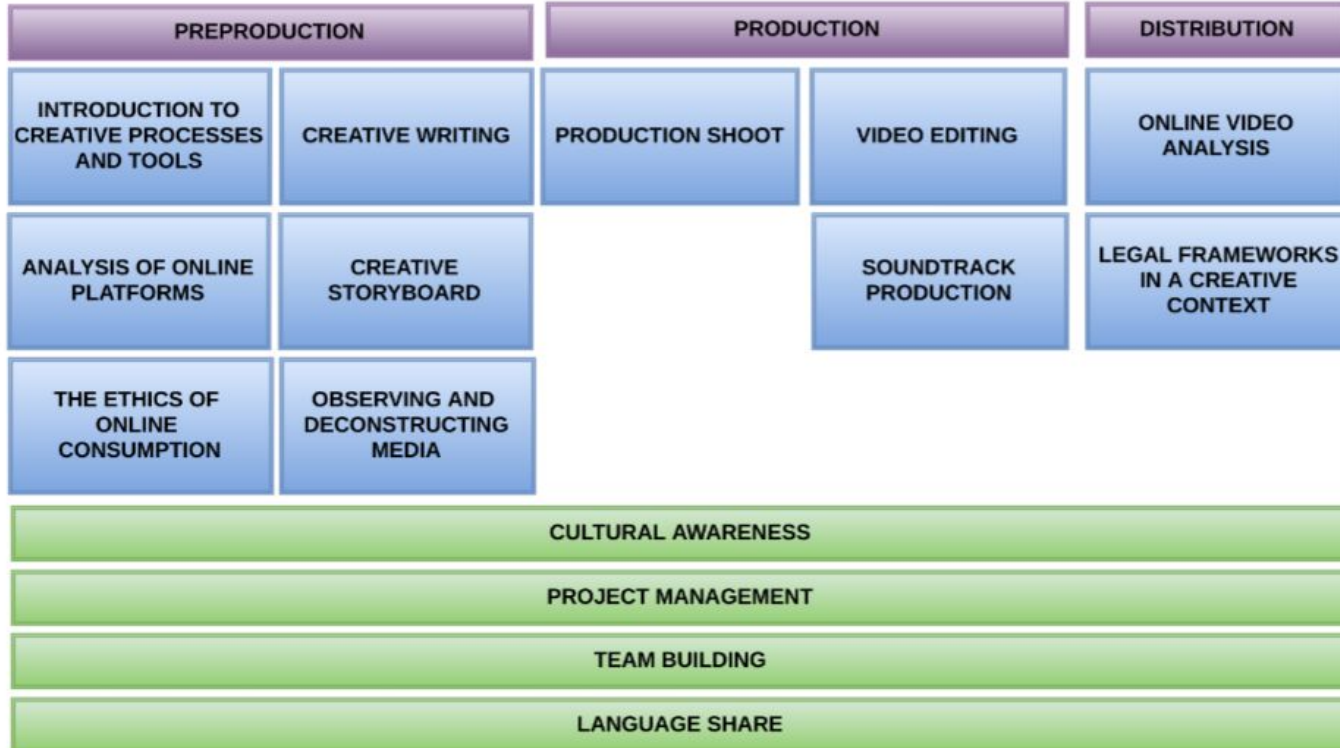 PREPRODUCTION
PRODUCTION
DISTRIBUTION
INTRODUCTION TO
CREATIVE PROCESSES
AND TOOLS
CREATIVE WRITING
PRODUCTION SHOOT
VIDEO EDITING
ONLINE VIDEO
ANALYSIS
ANALYSIS OF ONLINE
PLATFORMS
CREATIVE
STORYBOARD
SOUNDTRACK
PRODUCTION
LEGAL FRAMEWORKS
IN A CREATIVE
CONTEXT
THE ETHICS OF
ONLINE
CONSUMPTION
OBSERVING AND
DECONSTRUCTING
MEDIA
CULTURAL AWARENESS
PROJECT MANAGEMENT
TEAM BUILDING
LANGUAGE SHARE